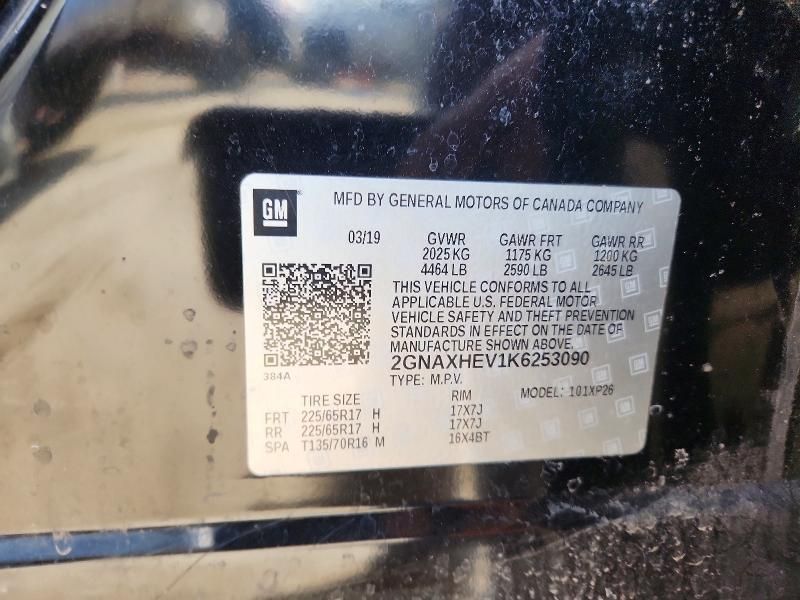 GM
MFD BY GENERAL MOTORS OF CANADA COMPANY
03/19 GVWR GAWR FRT GAWR RR
2025 KG 1175 KG 1200 KG
4464 LB 2590 LB 2645 LB
THIS VEHICLE CONFORMS TO ALL
APPLICABLE U.S. FEDERAL MOTOR
VEHICLE SAFETY AND THEFT PREVENTION
STANDARDS IN EFFECT ON THE DATE OF
MANUFACTURE SHOWN ABOVE.
2GNAXHEV1K6253090
384A
TYPE: M.P.V. MODEL: 101XP26
TIRE SIZE RIM
FRT 225/65R17 H 17X7J
RR 225/65R17 H 17X7J
SPA T135/70R16 M 16X4BT